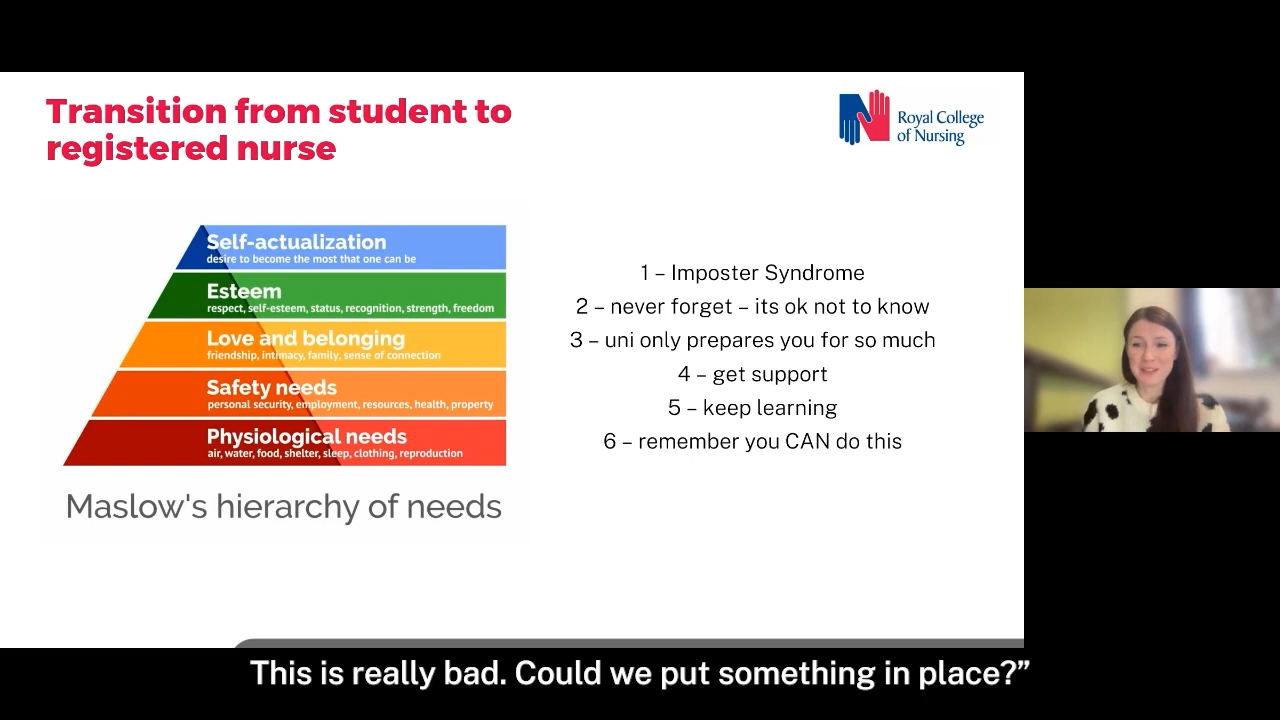 Transition from student to
registered nurse
Royal College
of Nursing
Self-actualization
desire to become the most that one can be
Esteem
respect, self-esteem, status, recognition, strength, freedom
Love and belonging
friendship, intimacy, family, sense of connection
Safety needs
personal security, employment, resources, health, property
Physiological needs
air, water, food, shelter, sleep, clothing, reproduction
Maslow's hierarchy of needs
1 – Imposter Syndrome
2 – never forget – its ok not to know
3 – uni only prepares you for so much
4 – get support
5 – keep learning
6 – remember you CAN do this
This is really bad. Could we put something in place?”